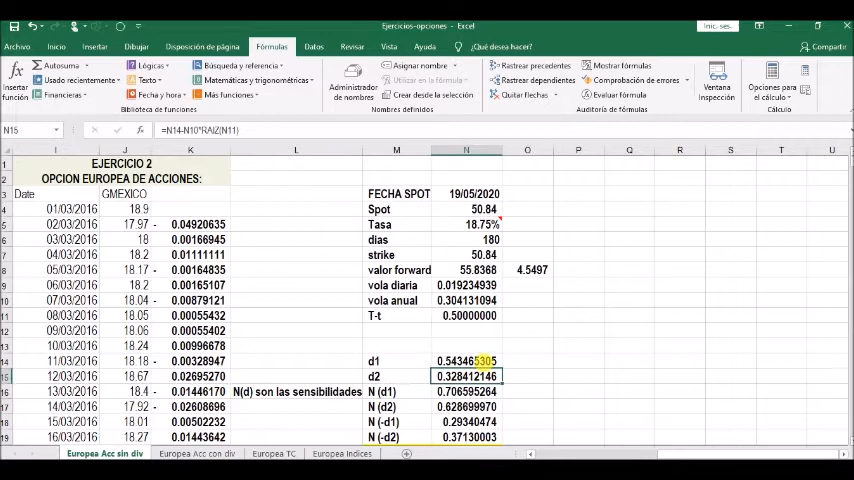 Ejercicios-opciones - Excel
Inic. ses.
Archivo Inicio Insertar Dibujar Disposición de página Fórmulas Datos Revisar Vista Ayuda ¿Qué desea hacer? Compartir
Insertar función
Autosuma
Usado recientemente
Financieras
Lógicas
Texto
Fecha y hora
Búsqueda y referencia
Matemáticas y trigonométricas
Más funciones
Biblioteca de funciones
Administrador de nombres
Asignar nombre
Utilizar en la fórmula
Crear desde la selección
Nombres definidos
Rastrear precedentes
Rastrear dependientes
Quitar flechas
Mostrar fórmulas
Comprobación de errores
Evaluar fórmula
Auditoría de fórmulas
Ventana Inspección
Opciones para el cálculo
Cálculo
N15 fx =N14-N10*RAIZ(N11)
I J K L M N O P Q R S T U
1 EJERCICIO 2
2 OPCION EUROPEA DE ACCIONES:
3 Date GMEXICO FECHA SPOT 19/05/2020
4 01/03/2016 18.9 Spot 50.84
5 02/03/2016 17.97 - 0.04920635 Tasa 18.75%
6 03/03/2016 18 0.00166945 dias 180
7 04/03/2016 18.2 0.01111111 strike 50.84
8 05/03/2016 18.17 - 0.00164835 valor forward 55.8368 4.5497
9 06/03/2016 18.2 0.00165107 vola diaria 0.019234939
10 07/03/2016 18.04 - 0.00879121 vola anual 0.304131094
11 08/03/2016 18.05 0.00055432 T-t 0.50000000
12 09/03/2016 18.06 0.00055402
13 10/03/2016 18.24 0.00996678
14 11/03/2016 18.18 - 0.00328947 d1 0.543465305
15 12/03/2016 18.67 0.02695270 d2 0.328412146
16 13/03/2016 18.4 - 0.01446170 N(d) son las sensibilidades N (d1) 0.706595264
17 14/03/2016 17.92 - 0.02608696 N (d2) 0.628699970
18 15/03/2016 18.01 0.00502232 N (-d1) 0.29340474
19 16/03/2016 18.27 0.01443642 N (-d2) 0.37130003
Europea Acc sin div Europea Acc con div Europea TC Europea Indices